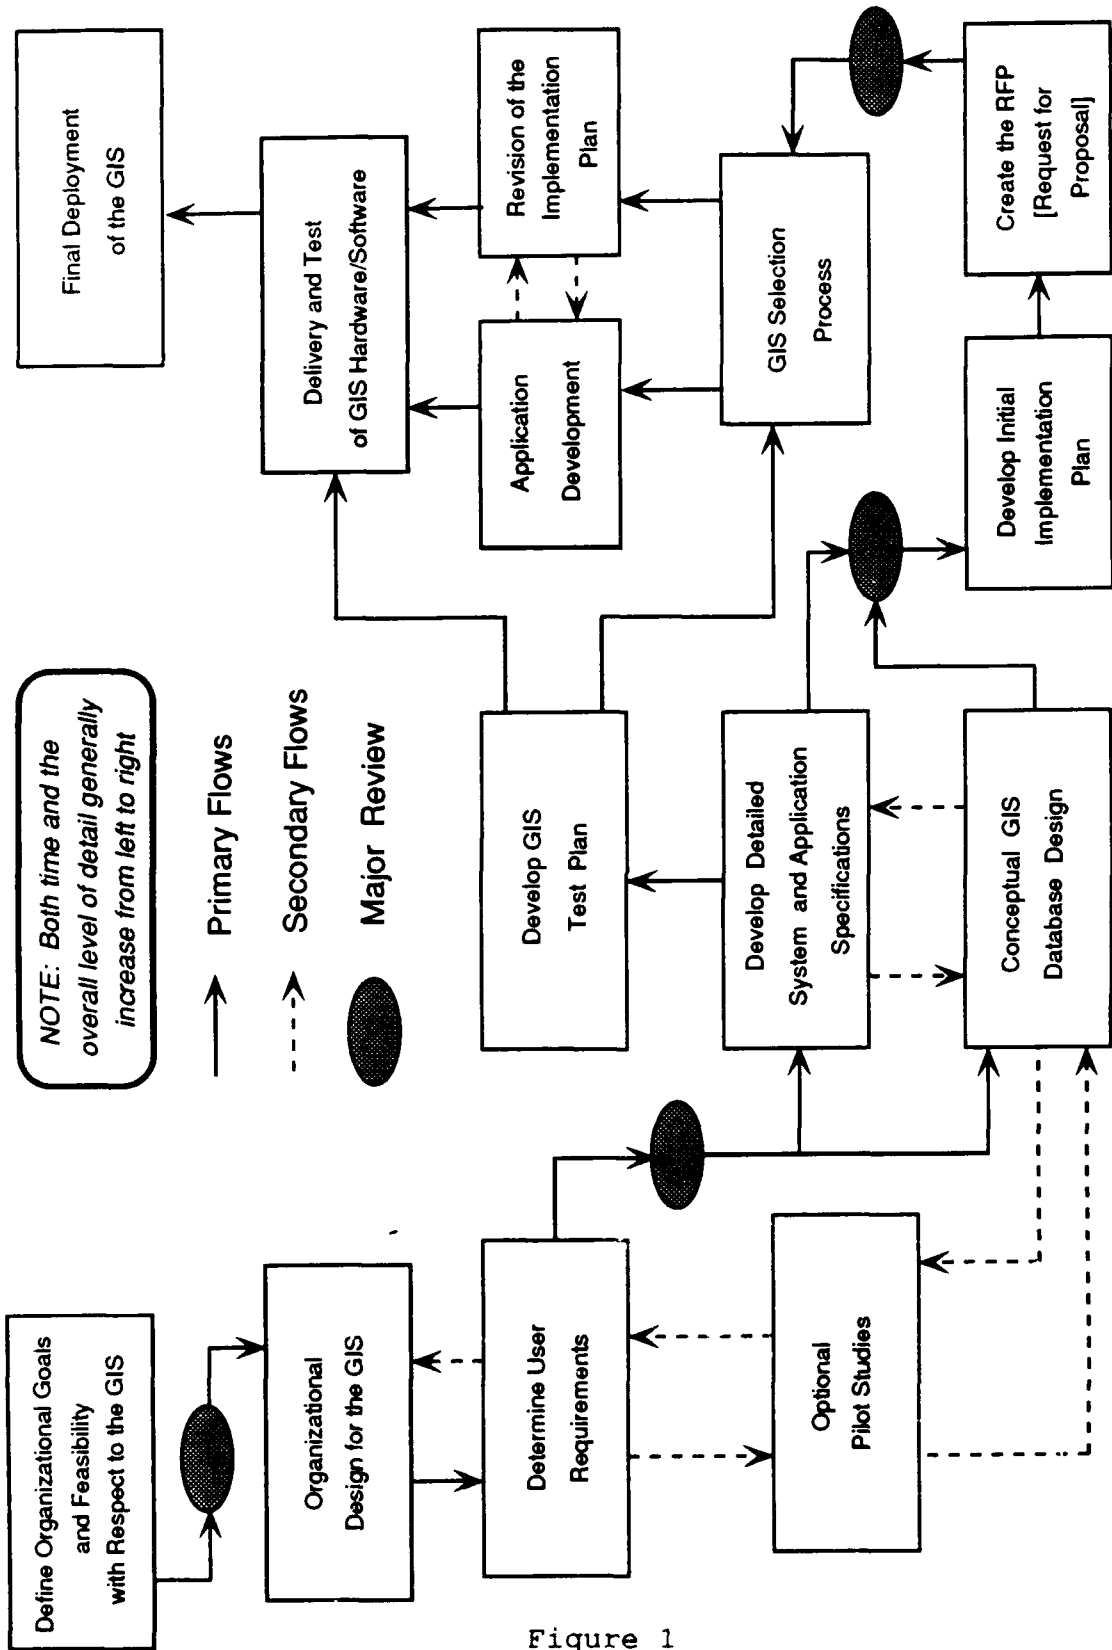 NOTE: Both time and the
overall level of detail generally
increase from left to right
Primary Flows
Secondary Flows
Major Review
Define Organizational Goals
and Feasibility
with Respect to the GIS
Organizational
Design for the GIS
Determine User
Requirements
Optional
Pilot Studies
Develop GIS
Test Plan
Develop Detailed
System and Application
Specifications
Conceptual GIS
Database Design
Final Deployment
of the GIS
Delivery and Test
of GIS Hardware/Software
Application
Development
Revision of the
Implementation
Plan
GIS Selection
Process
Develop Initial
Implementation
Plan
Create the RFP
[Request for
Proposal]
Figure 1